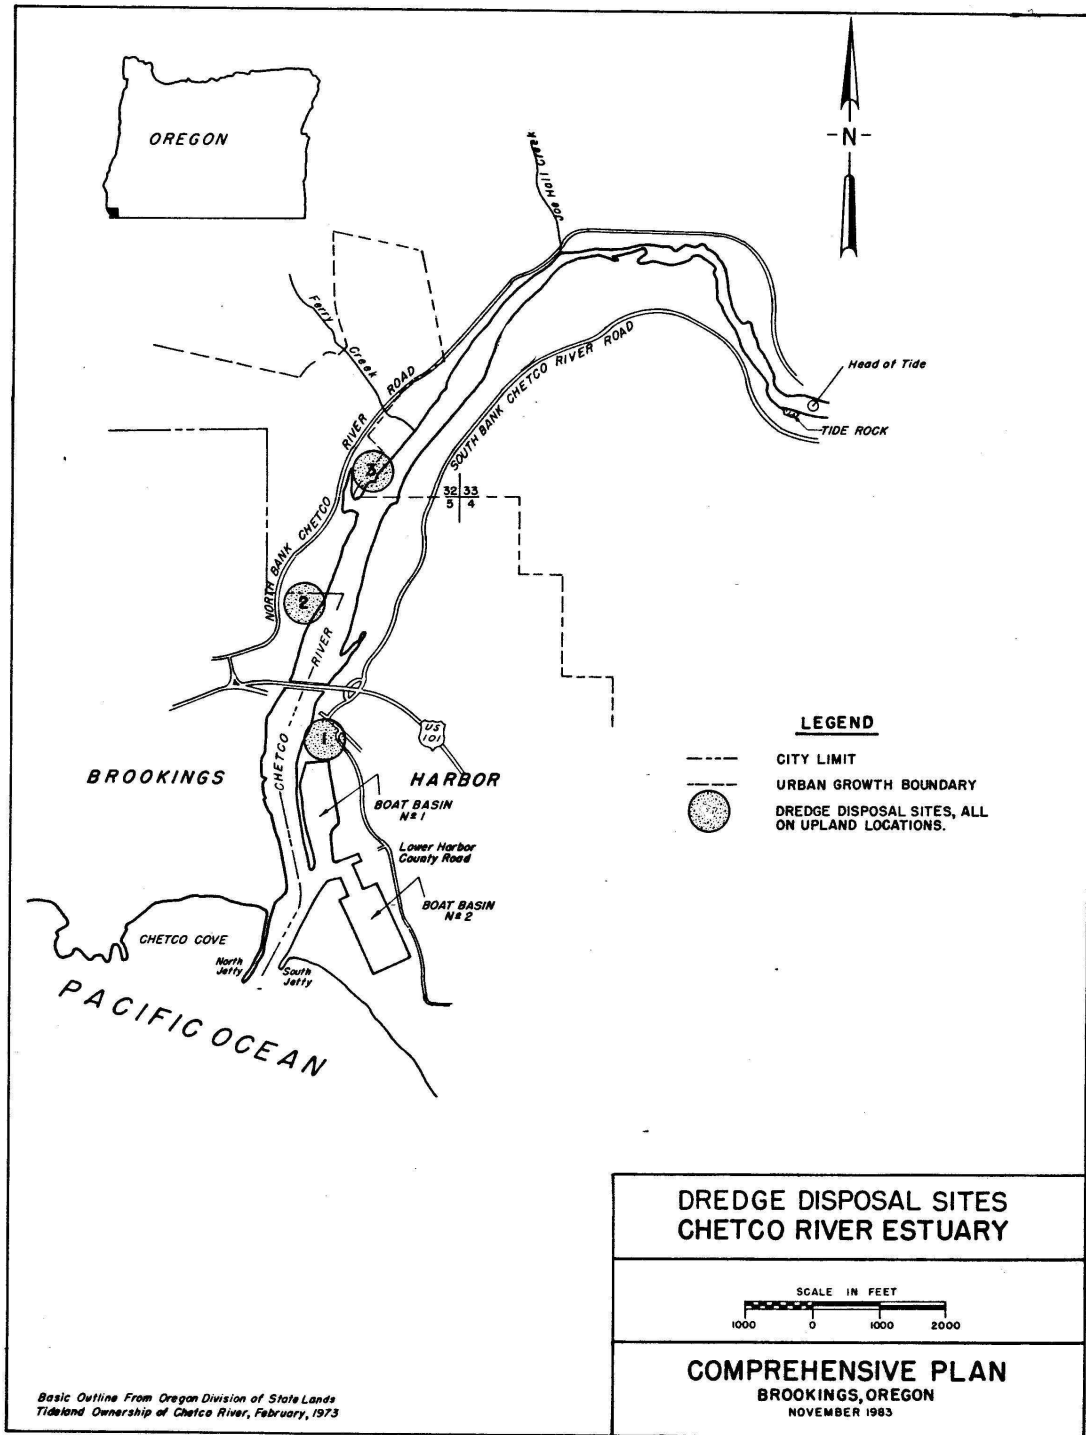 OREGON
-N-
Joe Hall Creek
Ferry Creek
NORTH BANK CHETCO RIVER ROAD
SOUTH BANK CHETCO RIVER ROAD
Head of Tide
TIDE ROCK
3
32 33
5 4
2
CHETCO RIVER
1
US
101
BROOKINGS
HARBOR
BOAT BASIN
Nº 1
Lower Harbor
County Road
BOAT BASIN
Nº 2
CHETCO COVE
North
Jetty
South
Jetty
PACIFIC OCEAN
LEGEND
CITY LIMIT
URBAN GROWTH BOUNDARY
DREDGE DISPOSAL SITES, ALL
ON UPLAND LOCATIONS.
DREDGE DISPOSAL SITES
CHETCO RIVER ESTUARY
SCALE IN FEET
1000 0 1000 2000
COMPREHENSIVE PLAN
BROOKINGS, OREGON
NOVEMBER 1983
Basic Outline From Oregon Division of State Lands
Tideland Ownership of Chetco River, February, 1973